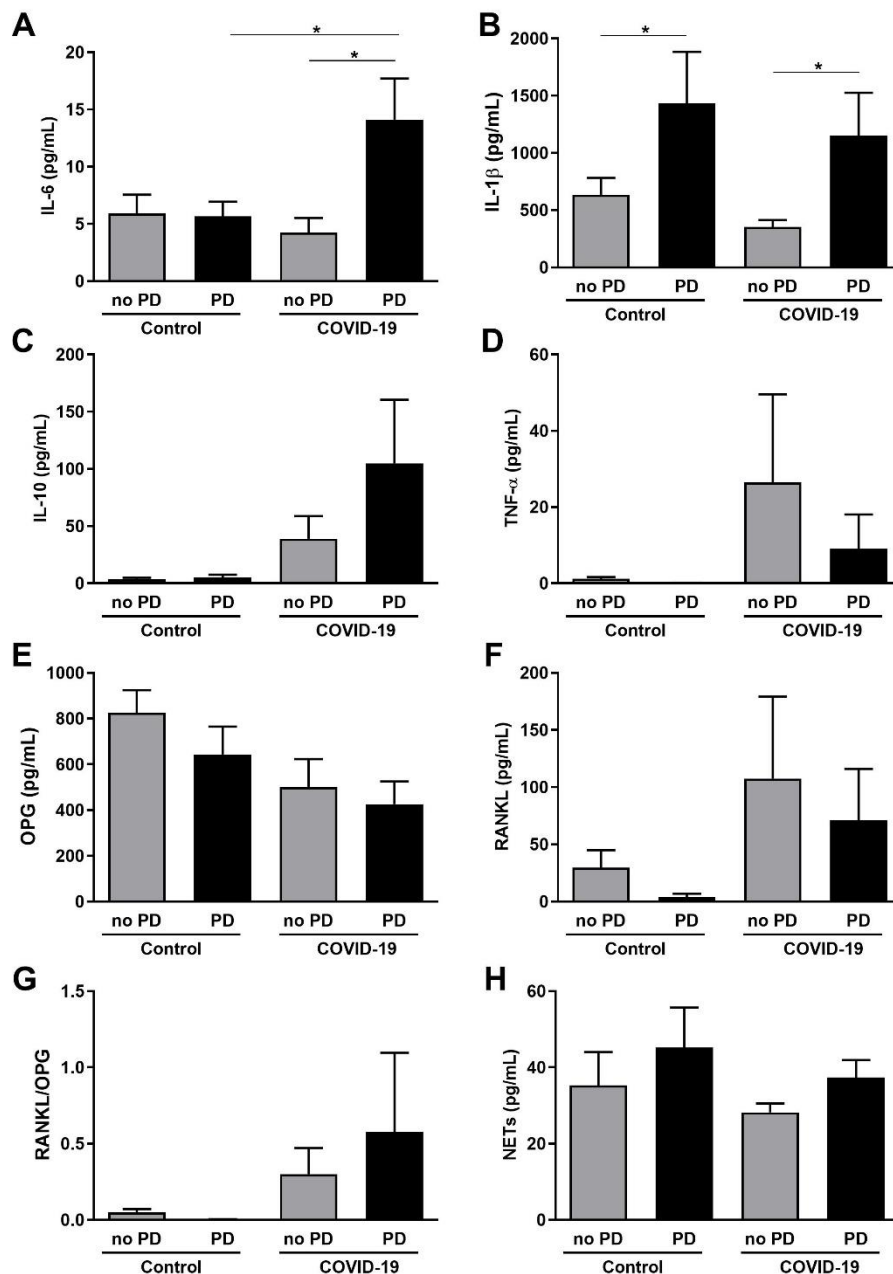 A
IL-6 (pg/mL)
20
15
10
5
0
*
*
no PD PD no PD PD
Control COVID-19
B
IL-1β (pg/mL)
2000
1500
1000
500
0
*
*
no PD PD no PD PD
Control COVID-19
C
IL-10 (pg/mL)
200
150
100
50
0
no PD PD no PD PD
Control COVID-19
D
TNF-α (pg/mL)
60
40
20
0
no PD PD no PD PD
Control COVID-19
E
OPG (pg/mL)
1000
800
600
400
200
0
no PD PD no PD PD
Control COVID-19
F
RANKL (pg/mL)
200
150
100
50
0
no PD PD no PD PD
Control COVID-19
G
RANKL/OPG
1.5
1.0
0.5
0.0
no PD PD no PD PD
Control COVID-19
H
NETs (pg/mL)
60
40
20
0
no PD PD no PD PD
Control COVID-19